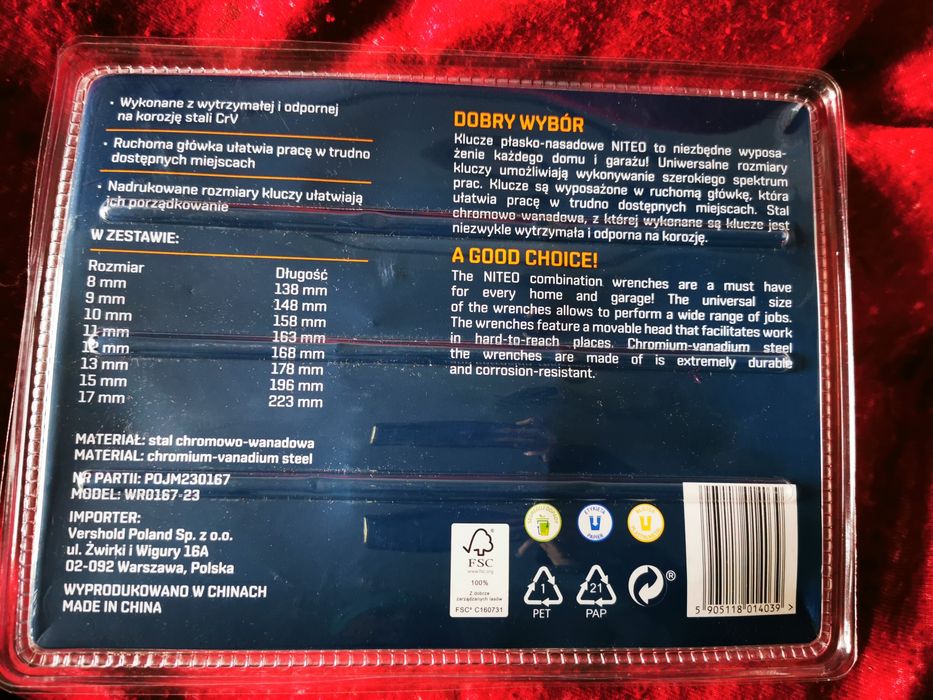 · Wykonane z wytrzymałej i odpornej
na korozję stali CrV
· Ruchoma główka ułatwia pracę w trudno
dostępnych miejscach
· Nadrukowane rozmiary kluczy ułatwiają
ich porządkowanie
W ZESTAWIE:
Rozmiar Długość
8 mm 138 mm
9 mm 148 mm
10 mm 158 mm
11 mm 163 mm
12 mm 168 mm
13 mm 178 mm
15 mm 196 mm
17 mm 223 mm
MATERIAŁ: stal chromowo-wanadowa
MATERIAL: chromium-vanadium steel
NR PARTII: POJM230167
MODEL: WR0167-23
IMPORTER:
Vershold Poland Sp. z o.o.
ul. Żwirki i Wigury 16A
02-092 Warszawa, Polska
WYPRODUKOWANO W CHINACH
MADE IN CHINA
DOBRY WYBÓR
Klucze płasko-nasadowe NITEO to niezbędne wyposa-
żenie każdego domu i garażu! Uniwersalne rozmiary
kluczy umożliwiają wykonywanie szerokiego spektrum
prac. Klucze są wyposażone w ruchomą główkę, która
ułatwia pracę w trudno dostępnych miejscach. Stal
chromowo wanadowa, z której wykonane są klucze jest
niezwykle wytrzymała i odporna na korozję.
A GOOD CHOICE!
The NITEO combination wrenches are a must have
for every home and garage! The universal size
of the wrenches allows to perform a wide range of jobs.
The wrenches feature a movable head that facilitates work
in hard-to-reach places. Chromium-vanadium steel
the wrenches are made of is extremely durable
and corrosion-resistant.
FSC®
www.fsc.org
100%
Z dobrze
zarządzanych lasów
FSC® C160731
ETYKIETA
PAPIER
1
PET
21
PAP
®
5 905118 014039 >